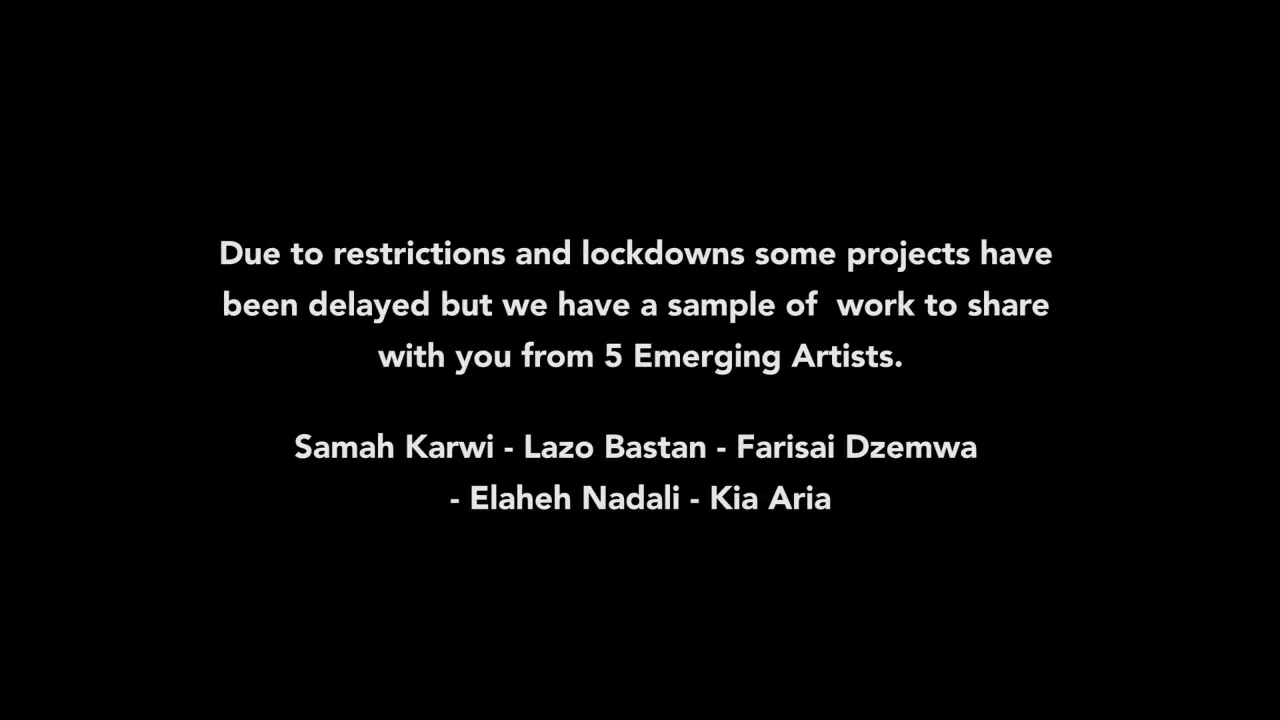 Due to restrictions and lockdowns some projects have
been delayed but we have a sample of  work to share
with you from 5 Emerging Artists.
Samah Karwi - Lazo Bastan - Farisai Dzemwa
- Elaheh Nadali - Kia Aria